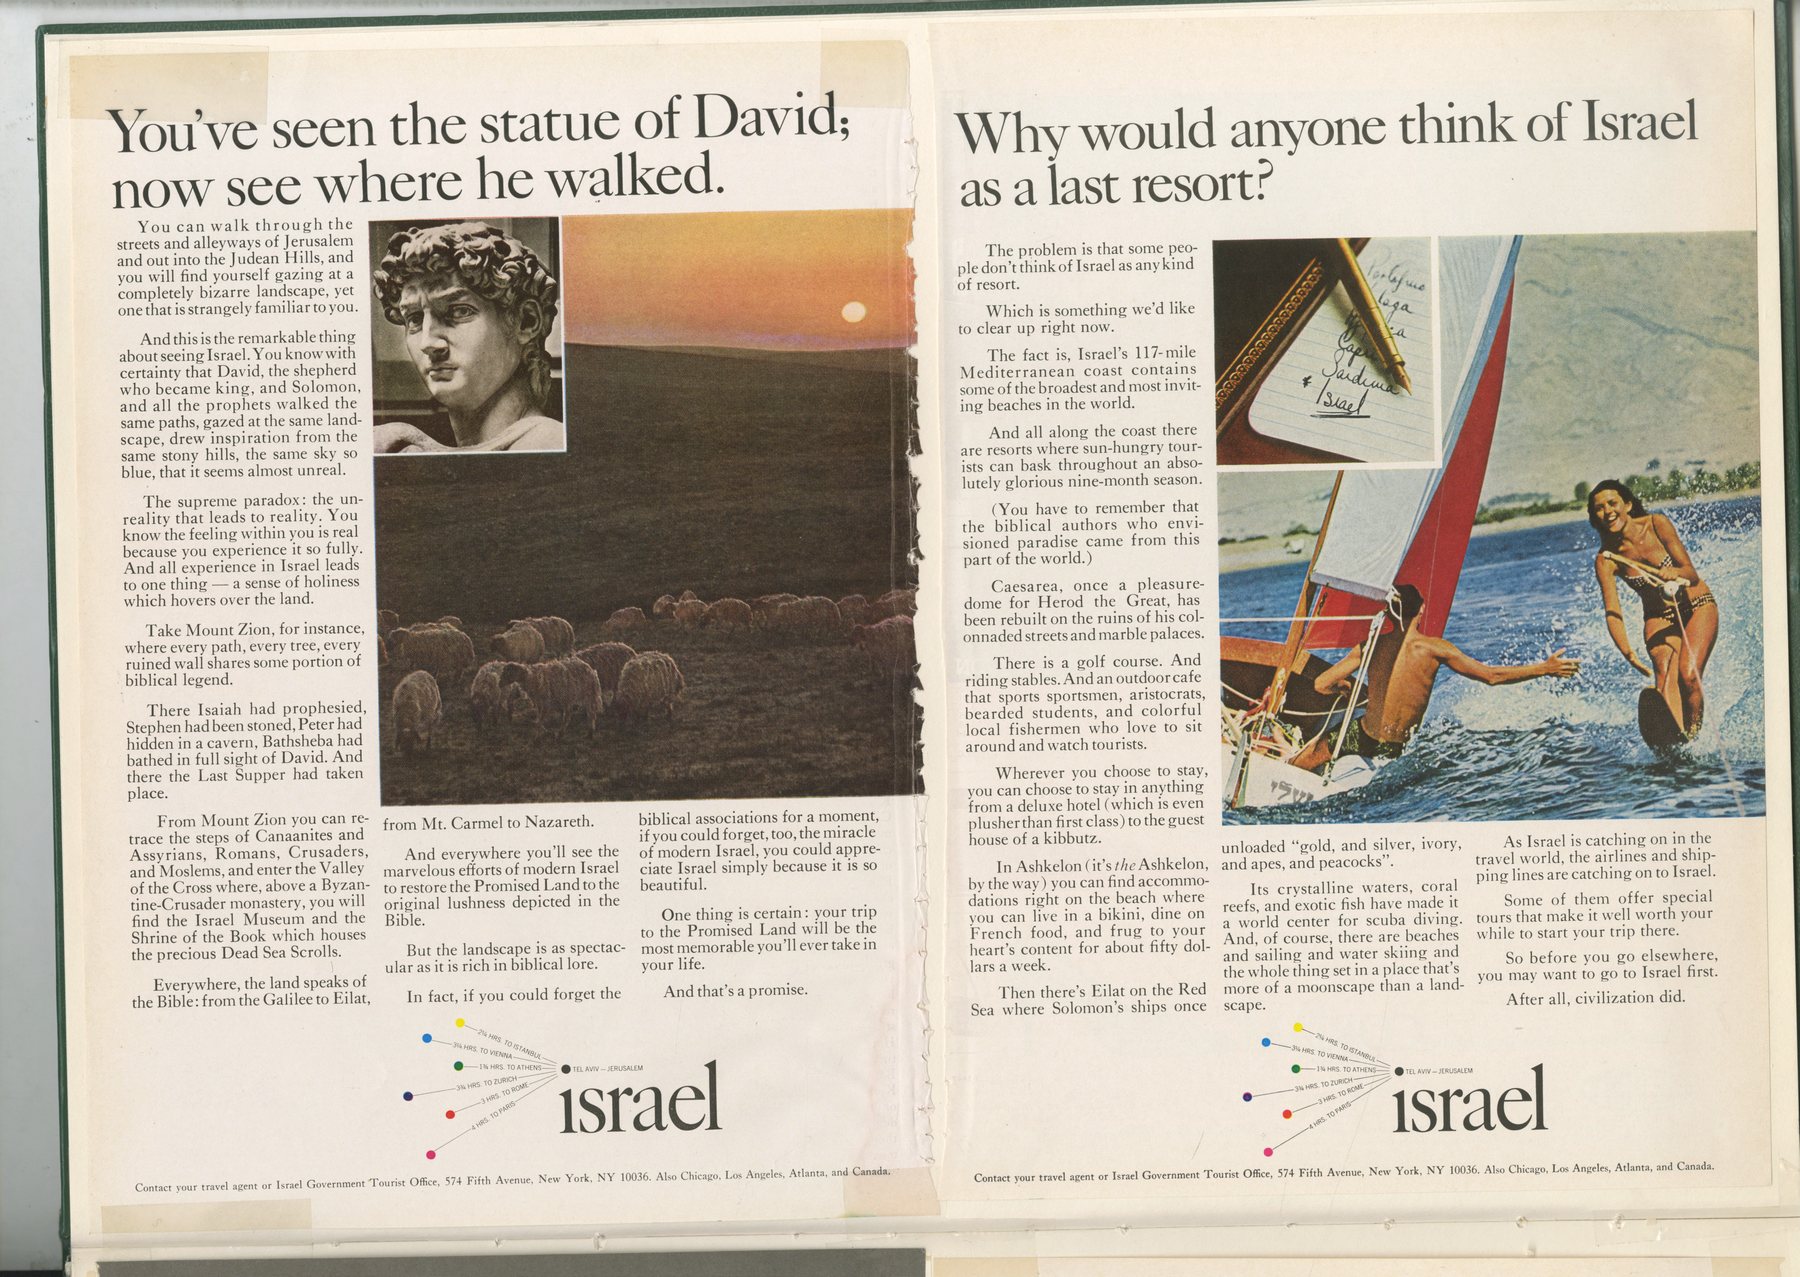 You've seen the statue of David;
now see where he walked.
You can walk through the
streets and alleyways of Jerusalem
and out into the Judean Hills, and
you will find yourself gazing at a
completely bizarre landscape, yet
one that is strangely familiar to you.
And this is the remarkable thing
about seeing Israel. You know with
certainty that David, the shepherd
who became king, and Solomon,
and all the prophets walked the
same paths, gazed at the same land-
scape, drew inspiration from the
same stony hills, the same sky so
blue, that it seems almost unreal.
The supreme paradox: the un-
reality that leads to reality. You
know the feeling within you is real
because you experience it so fully.
And all experience in Israel leads
to one thing — a sense of holiness
which hovers over the land.
Take Mount Zion, for instance,
where every path, every tree, every
ruined wall shares some portion of
biblical legend.
There Isaiah had prophesied,
Stephen had been stoned, Peter had
hidden in a cavern, Bathsheba had
bathed in full sight of David. And
there the Last Supper had taken
place.
From Mount Zion you can re-
trace the steps of Canaanites and
Assyrians, Romans, Crusaders,
and Moslems, and enter the Valley
of the Cross where, above a Byzan-
tine-Crusader monastery, you will
find the Israel Museum and the
Shrine of the Book which houses
the precious Dead Sea Scrolls.
Everywhere, the land speaks of
the Bible: from the Galilee to Eilat,
from Mt. Carmel to Nazareth.
And everywhere you'll see the
marvelous efforts of modern Israel
to restore the Promised Land to the
original lushness depicted in the
Bible.
But the landscape is as spectac-
ular as it is rich in biblical lore.
In fact, if you could forget the
biblical associations for a moment,
if you could forget, too, the miracle
of modern Israel, you could appre-
ciate Israel simply because it is so
beautiful.
One thing is certain: your trip
to the Promised Land will be the
most memorable you'll ever take in
your life.
And that's a promise.
2¼ HRS. TO ISTANBUL
3¾ HRS. TO VIENNA
1¾ HRS. TO ATHENS
3¾ HRS. TO ZURICH
3 HRS. TO ROME
4 HRS. TO PARIS
TEL AVIV — JERUSALEM
israel
Contact your travel agent or Israel Government Tourist Office, 574 Fifth Avenue, New York, NY 10036. Also Chicago, Los Angeles, Atlanta, and Canada.
Why would anyone think of Israel
as a last resort?
The problem is that some peo-
ple don't think of Israel as any kind
of resort.
Which is something we'd like
to clear up right now.
The fact is, Israel's 117-mile
Mediterranean coast contains
some of the broadest and most invit-
ing beaches in the world.
And all along the coast there
are resorts where sun-hungry tour-
ists can bask throughout an abso-
lutely glorious nine-month season.
(You have to remember that
the biblical authors who envi-
sioned paradise came from this
part of the world.)
Caesarea, once a pleasure-
dome for Herod the Great, has
been rebuilt on the ruins of his col-
onnaded streets and marble palaces.
There is a golf course. And
riding stables. And an outdoor cafe
that sports sportsmen, aristocrats,
bearded students, and colorful
local fishermen who love to sit
around and watch tourists.
Wherever you choose to stay,
you can choose to stay in anything
from a deluxe hotel (which is even
plusher than first class) to the guest
house of a kibbutz.
In Ashkelon (it's the Ashkelon,
by the way) you can find accommo-
dations right on the beach where
you can live in a bikini, dine on
French food, and frug to your
heart's content for about fifty dol-
lars a week.
Then there's Eilat on the Red
Sea where Solomon's ships once
Capri
Sardinia
* Israel
unloaded "gold, and silver, ivory,
and apes, and peacocks".
Its crystalline waters, coral
reefs, and exotic fish have made it
a world center for scuba diving.
And, of course, there are beaches
and sailing and water skiing and
the whole thing set in a place that's
more of a moonscape than a land-
scape.
As Israel is catching on in the
travel world, the airlines and ship-
ping lines are catching on to Israel.
Some of them offer special
tours that make it well worth your
while to start your trip there.
So before you go elsewhere,
you may want to go to Israel first.
After all, civilization did.
2¼ HRS. TO ISTANBUL
3¾ HRS. TO VIENNA
1¾ HRS. TO ATHENS
3¾ HRS. TO ZURICH
3 HRS. TO ROME
4 HRS. TO PARIS
TEL AVIV — JERUSALEM
israel
Contact your travel agent or Israel Government Tourist Office, 574 Fifth Avenue, New York, NY 10036. Also Chicago, Los Angeles, Atlanta, and Canada.